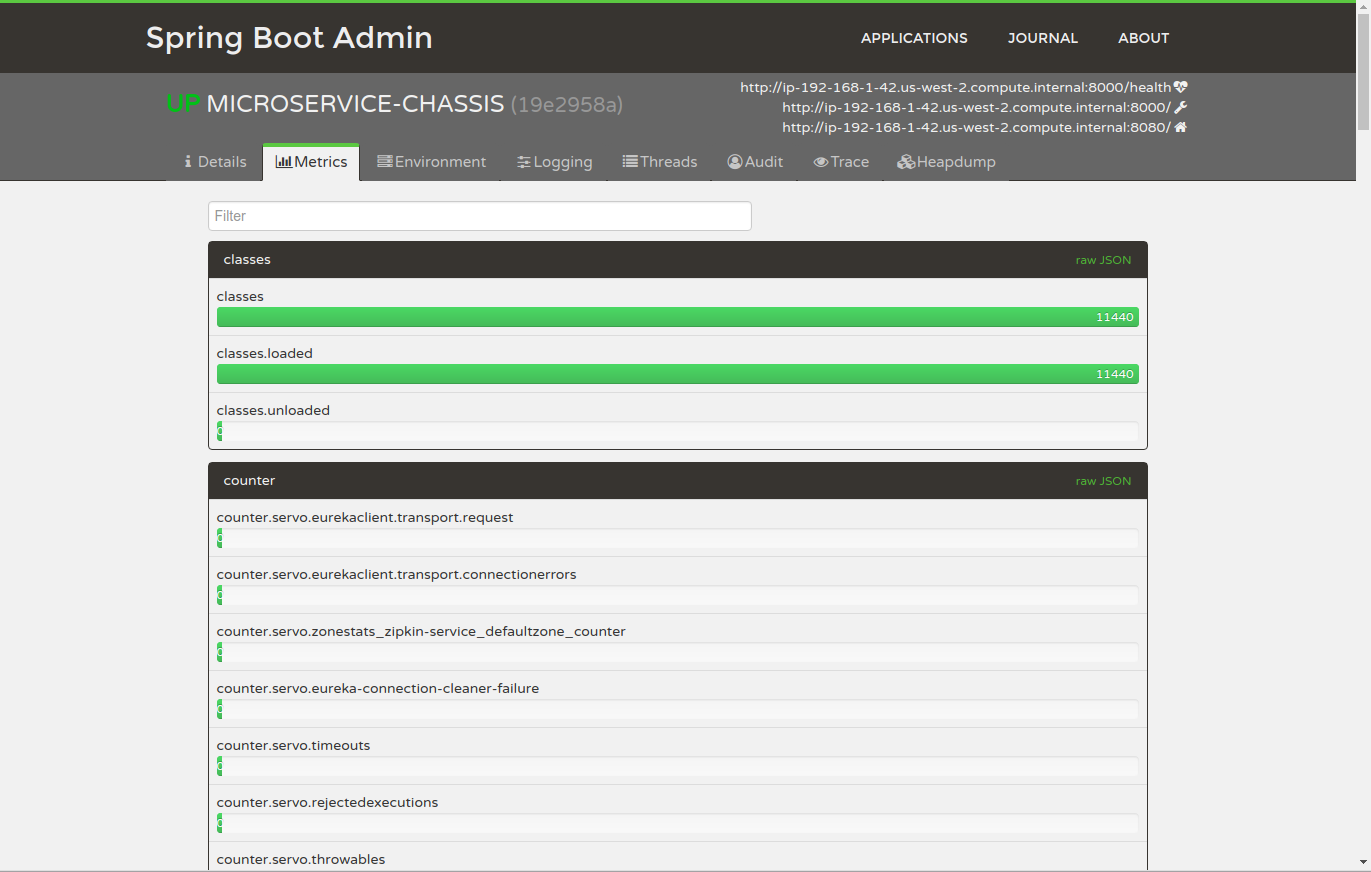 Spring Boot Admin
APPLICATIONS JOURNAL ABOUT
UP MICROSERVICE-CHASSIS (19e2958a)
http://ip-192-168-1-42.us-west-2.compute.internal:8000/health
http://ip-192-168-1-42.us-west-2.compute.internal:8000/
http://ip-192-168-1-42.us-west-2.compute.internal:8080/
Details Metrics Environment Logging Threads Audit Trace Heapdump
Filter
classes raw JSON
classes
11440
classes.loaded
11440
classes.unloaded
0
counter raw JSON
counter.servo.eurekaclient.transport.request
0
counter.servo.eurekaclient.transport.connectionerrors
0
counter.servo.zonestats_zipkin-service_defaultzone_counter
0
counter.servo.eureka-connection-cleaner-failure
0
counter.servo.timeouts
0
counter.servo.rejectedexecutions
0
counter.servo.throwables